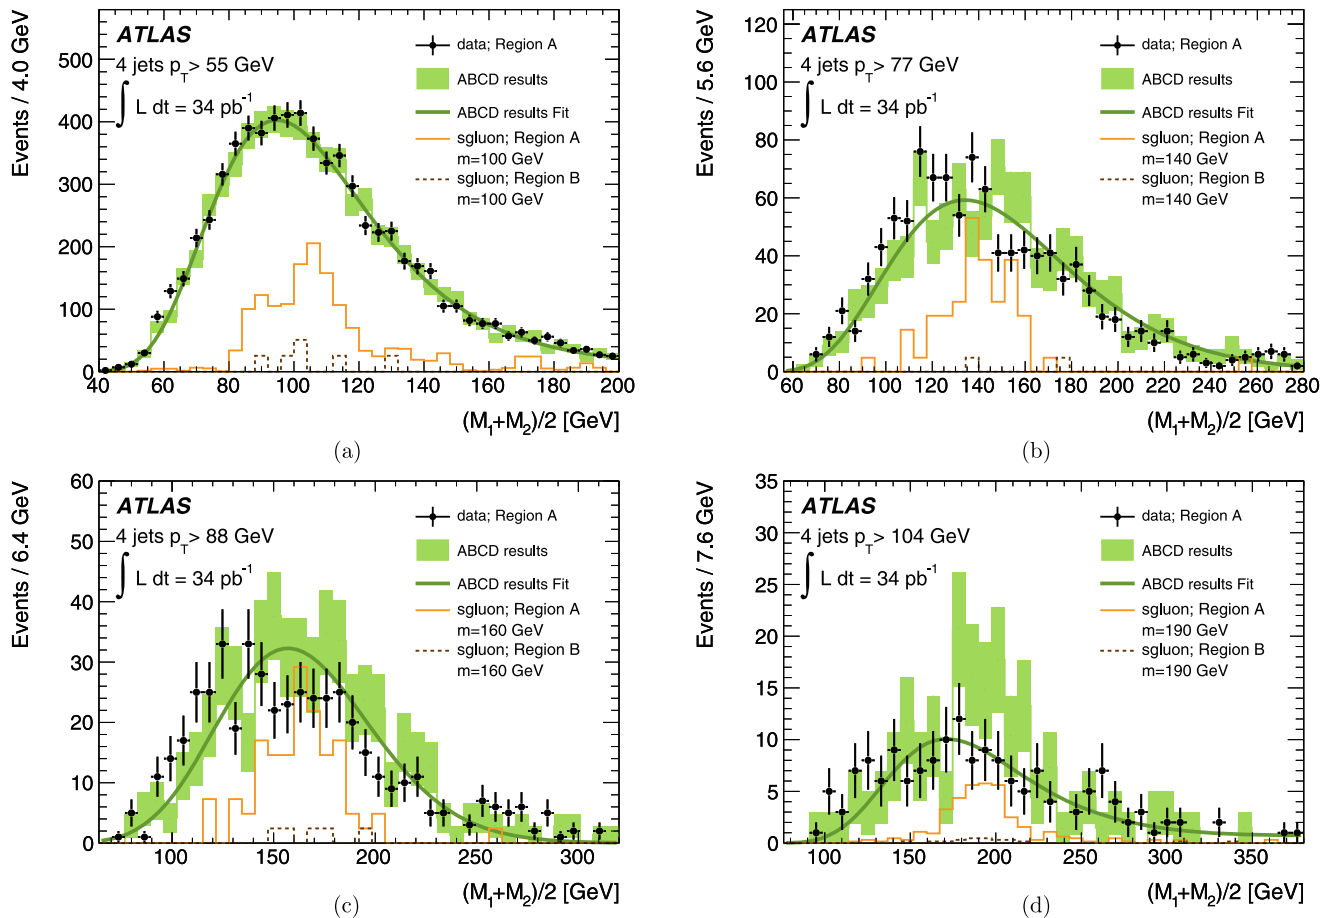 ATLAS
4 jets p_T> 55 GeV
∫ L dt = 34 pb⁻¹
data; Region A
ABCD results
ABCD results Fit
sgluon; Region A
m=100 GeV
sgluon; Region B
m=100 GeV
Events / 4.0 GeV
500
400
300
200
100
0
40 60 80 100 120 140 160 180 200
(M₁+M₂)/2 [GeV]
(a)
ATLAS
4 jets p_T> 77 GeV
∫ L dt = 34 pb⁻¹
data; Region A
ABCD results
ABCD results Fit
sgluon; Region A
m=140 GeV
sgluon; Region B
m=140 GeV
Events / 5.6 GeV
120
100
80
60
40
20
0
60 80 100 120 140 160 180 200 220 240 260 280
(M₁+M₂)/2 [GeV]
(b)
ATLAS
4 jets p_T> 88 GeV
∫ L dt = 34 pb⁻¹
data; Region A
ABCD results
ABCD results Fit
sgluon; Region A
m=160 GeV
sgluon; Region B
m=160 GeV
Events / 6.4 GeV
60
50
40
30
20
10
0
100 150 200 250 300
(M₁+M₂)/2 [GeV]
(c)
ATLAS
4 jets p_T> 104 GeV
∫ L dt = 34 pb⁻¹
data; Region A
ABCD results
ABCD results Fit
sgluon; Region A
m=190 GeV
sgluon; Region B
m=190 GeV
Events / 7.6 GeV
35
30
25
20
15
10
5
0
100 150 200 250 300 350
(M₁+M₂)/2 [GeV]
(d)